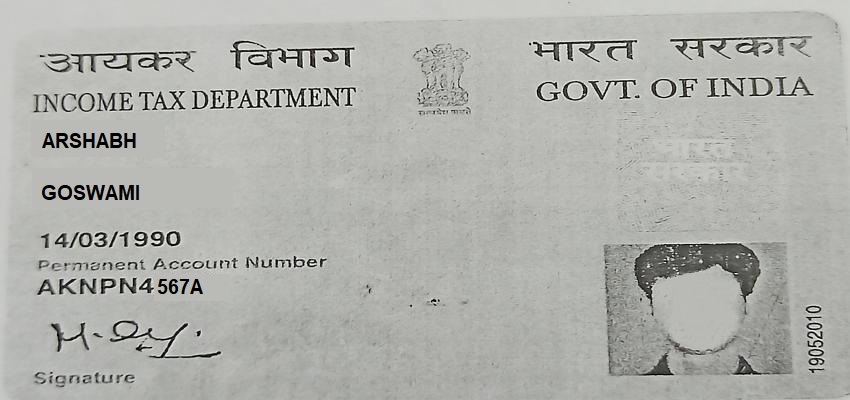 आयकर विभाग
भारत सरकार
INCOME TAX DEPARTMENT
GOVT. OF INDIA
सत्यमेव जयते
ARSHABH
भारत
सरकार
GOSWAMI
14/03/1990
Permanent Account Number
AKNPN4567A
Signature
19052010